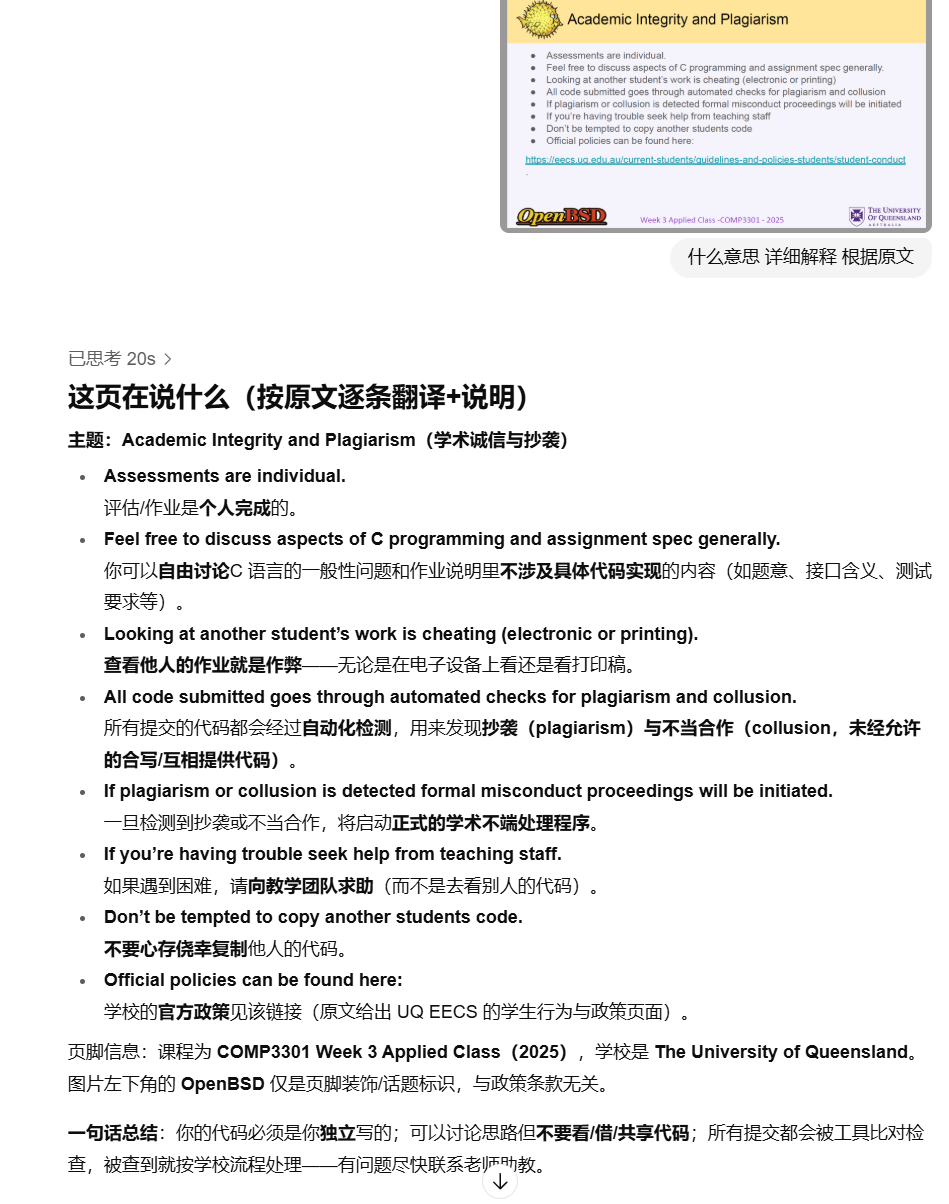 Academic Integrity and Plagiarism
● Assessments are individual.
● Feel free to discuss aspects of C programming and assignment spec generally.
● Looking at another student's work is cheating (electronic or printing)
● All code submitted goes through automated checks for plagiarism and collusion
● If plagiarism or collusion is detected formal misconduct proceedings will be initiated
● If you're having trouble seek help from teaching staff
● Don't be tempted to copy another students code
● Official policies can be found here:
https://eecs.uq.edu.au/current-students/guidelines-and-policies-students/student-conduct
.
OpenBSD
Week 3 Applied Class -COMP3301 - 2025
THE UNIVERSITY
OF QUEENSLAND
AUSTRALIA
什么意思 详细解释 根据原文
已思考 20s >
这页在说什么（按原文逐条翻译+说明）
主题：Academic Integrity and Plagiarism（学术诚信与抄袭）
• Assessments are individual.
评估/作业是个人完成的。
• Feel free to discuss aspects of C programming and assignment spec generally.
你可以自由讨论C 语言的一般性问题和作业说明里不涉及具体代码实现的内容（如题意、接口含义、测试
要求等）。
• Looking at another student's work is cheating (electronic or printing).
查看他人的作业就是作弊——无论是在电子设备上看还是看打印稿。
• All code submitted goes through automated checks for plagiarism and collusion.
所有提交的代码都会经过自动化检测，用来发现抄袭（plagiarism）与不当合作（collusion，未经允许
的合写/互相提供代码）。
• If plagiarism or collusion is detected formal misconduct proceedings will be initiated.
一旦检测到抄袭或不当合作，将启动正式的学术不端处理程序。
• If you're having trouble seek help from teaching staff.
如果遇到困难，请向教学团队求助（而不是去看别人的代码）。
• Don't be tempted to copy another students code.
不要心存侥幸复制他人的代码。
• Official policies can be found here:
学校的官方政策见该链接（原文给出 UQ EECS 的学生行为与政策页面）。
页脚信息：课程为 COMP3301 Week 3 Applied Class（2025），学校是 The University of Queensland。
图片左下角的 OpenBSD 仅是页脚装饰/话题标识，与政策条款无关。
一句话总结：你的代码必须是你独立写的；可以讨论思路但不要看/借/共享代码；所有提交都会被工具比对检
查，被查到就按学校流程处理——有问题尽快联系老师助教。